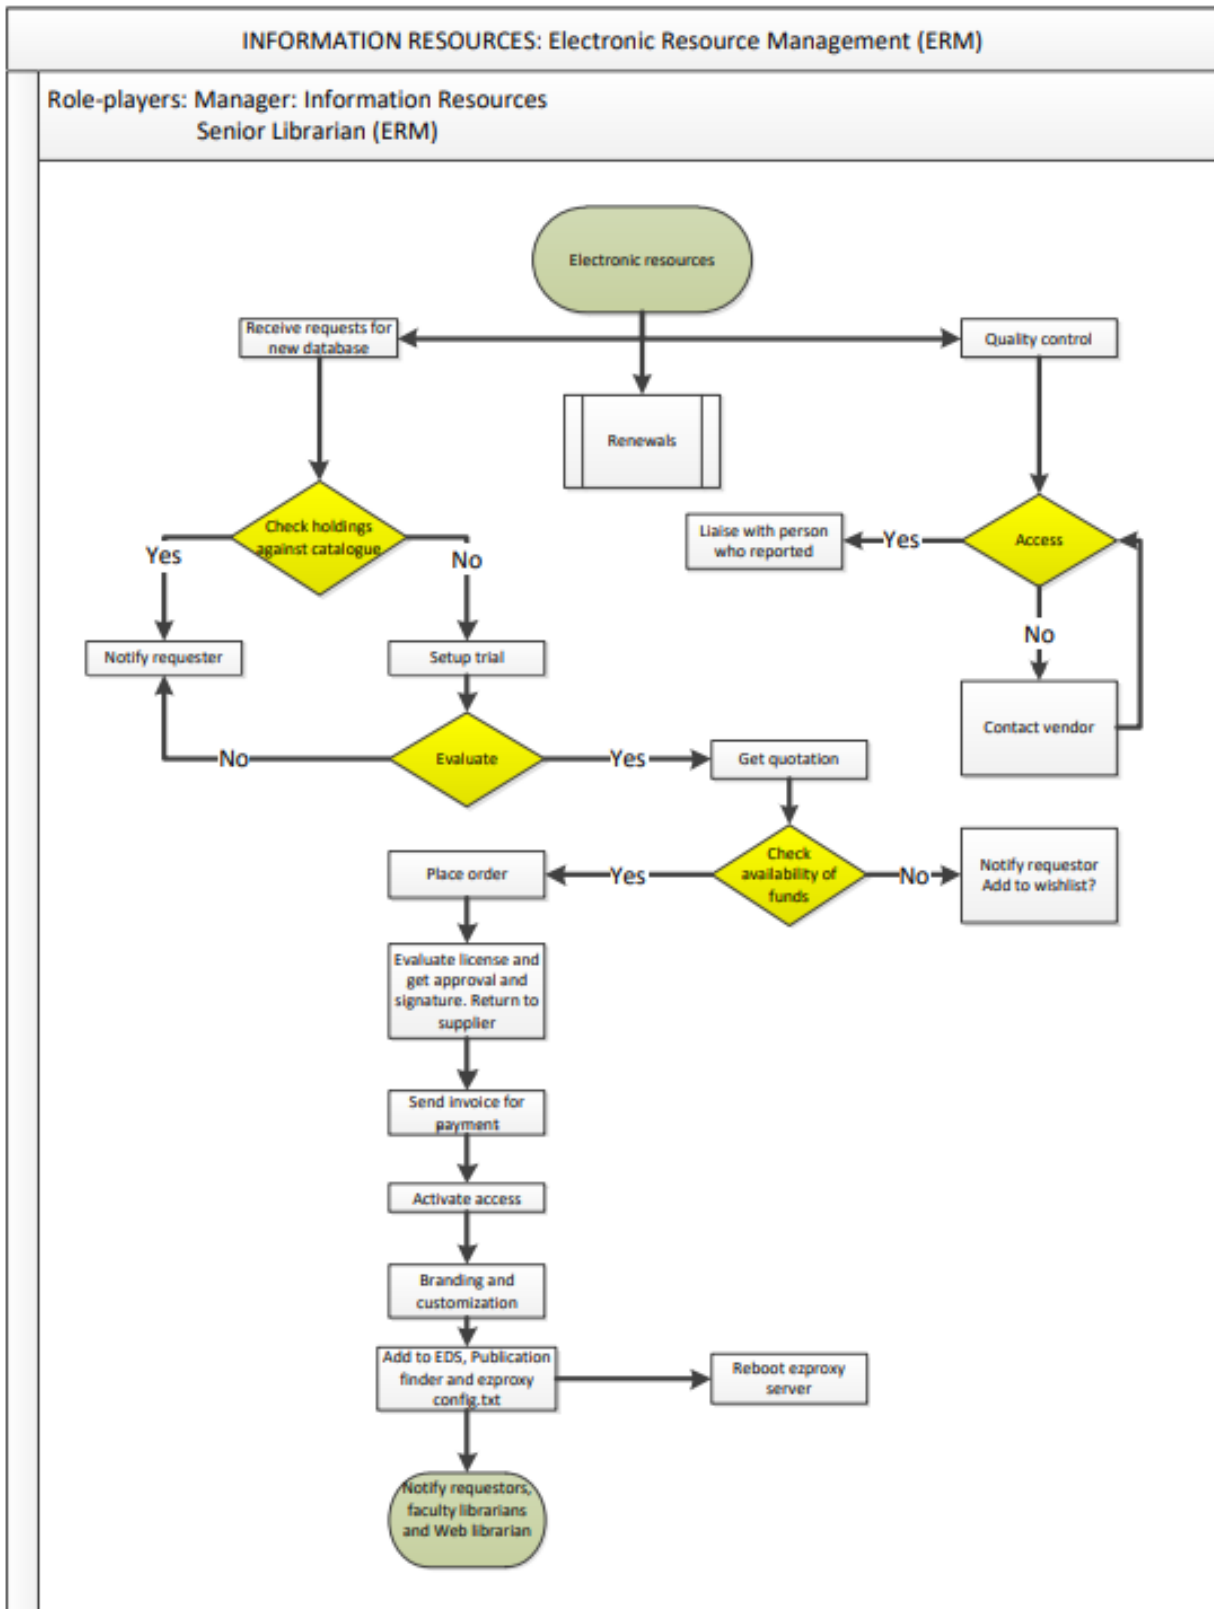 INFORMATION RESOURCES: Electronic Resource Management (ERM)
Role-players: Manager: Information Resources
Senior Librarian (ERM)
Electronic resources
Receive requests for
new database
Quality control
Renewals
Check holdings
against catalogue
Yes
No
Liaise with person
who reported
Yes
Access
No
Notify requester
Setup trial
Contact vendor
No
Evaluate
Yes
Get quotation
Place order
Yes
Check
availability of
funds
No
Notify requestor
Add to wishlist?
Evaluate license and
get approval and
signature. Return to
supplier
Send invoice for
payment
Activate access
Branding and
customization
Add to EDS, Publication
finder and ezproxy
config.txt
Reboot ezproxy
server
Notify requestors,
faculty librarians
and Web librarian